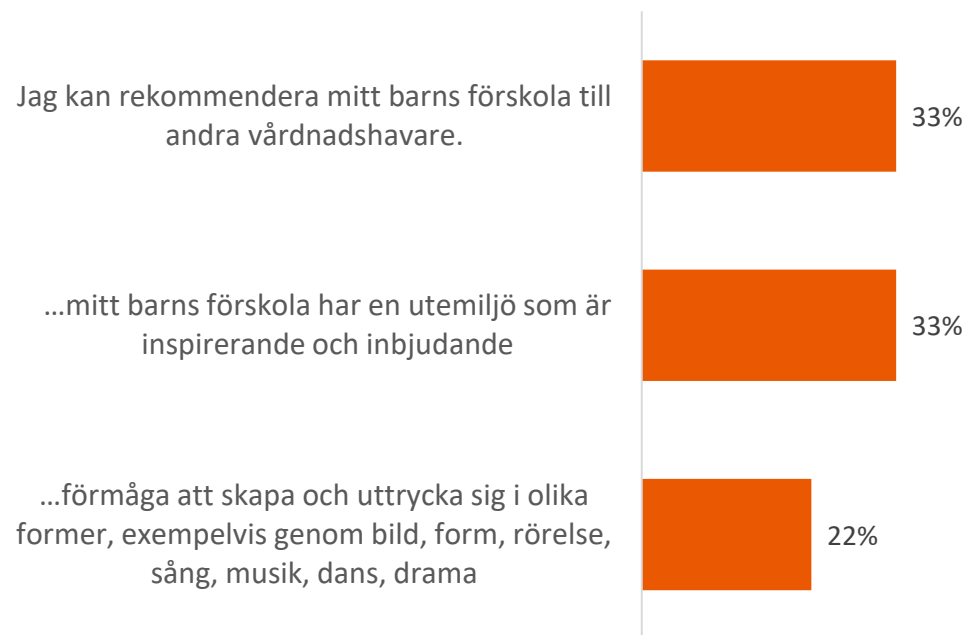 Jag kan rekommendera mitt barns förskola till
andra vårdnadshavare.
33%
...mitt barns förskola har en utemiljö som är
inspirerande och inbjudande
33%
...förmåga att skapa och uttrycka sig i olika
former, exempelvis genom bild, form, rörelse,
sång, musik, dans, drama
22%